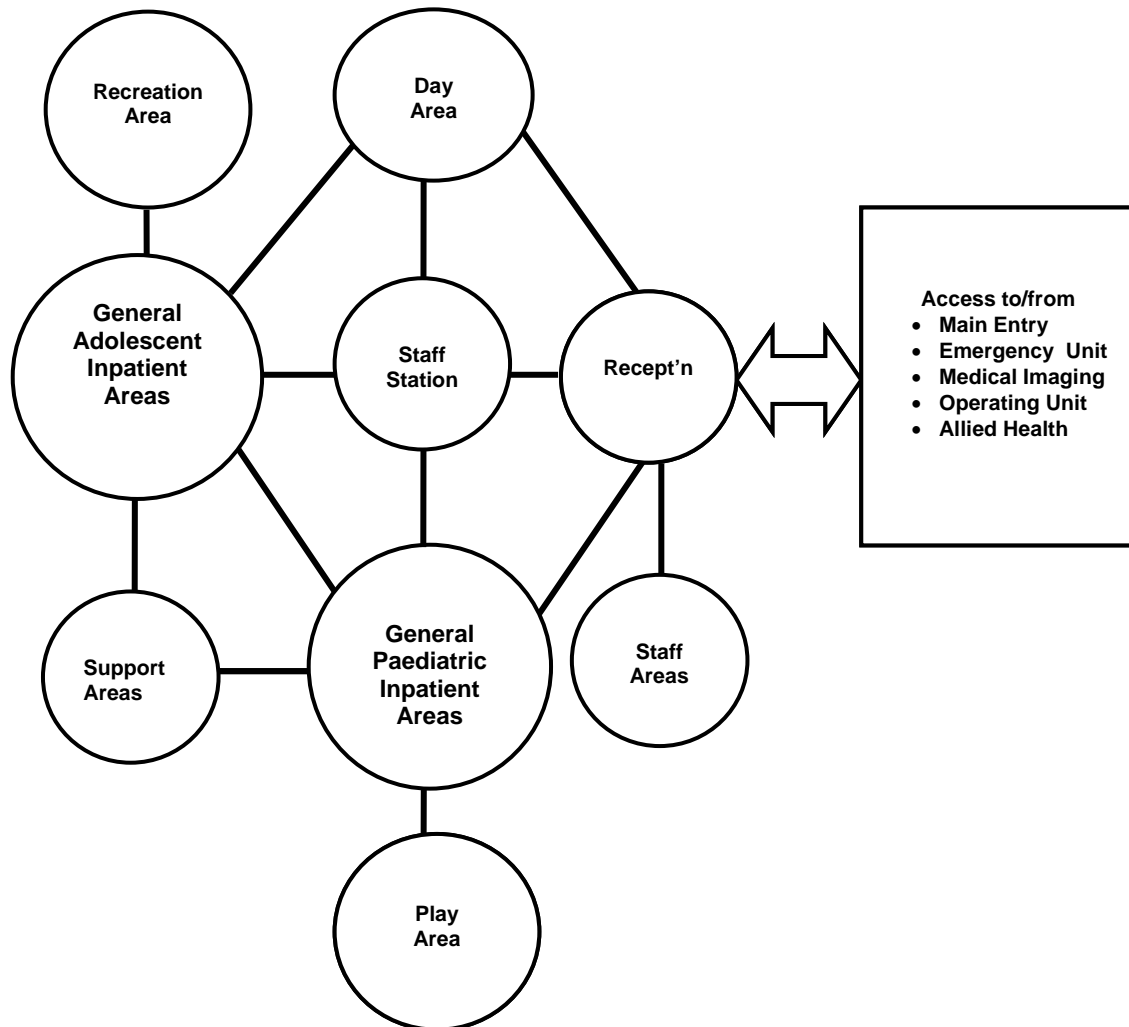 Recreation
Area
Day
Area
General
Adolescent
Inpatient
Areas
Staff
Station
Recept’n
Access to/from
• Main Entry
• Emergency Unit
• Medical Imaging
• Operating Unit
• Allied Health
Support
Areas
General
Paediatric
Inpatient
Areas
Staff
Areas
Play
Area